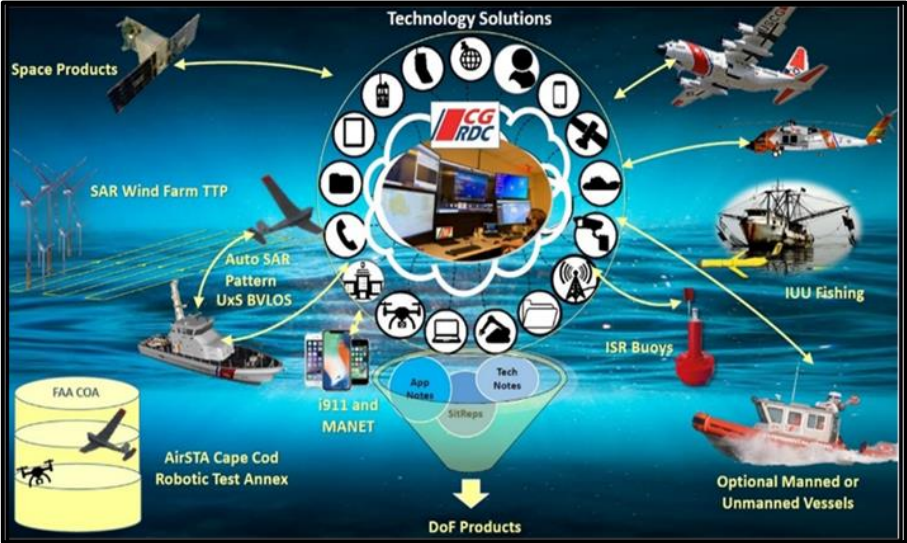 Technology Solutions
Space Products
CG
RDC
SAR Wind Farm TTP
Auto SAR
Pattern
UxS BVLOS
IUU Fishing
ISR Buoys
i911 and
MANET
App
Notes
Tech
Notes
SitReps
FAA COA
AirSTA Cape Cod
Robotic Test Annex
Optional Manned or
Unmanned Vessels
DoF Products